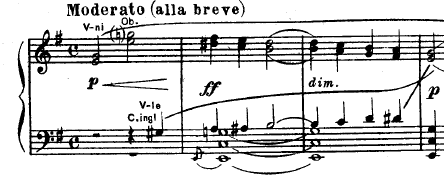 Moderato (alla breve)
V-ni
Ob.
p
ff
dim.
p
V-le
C.ingl